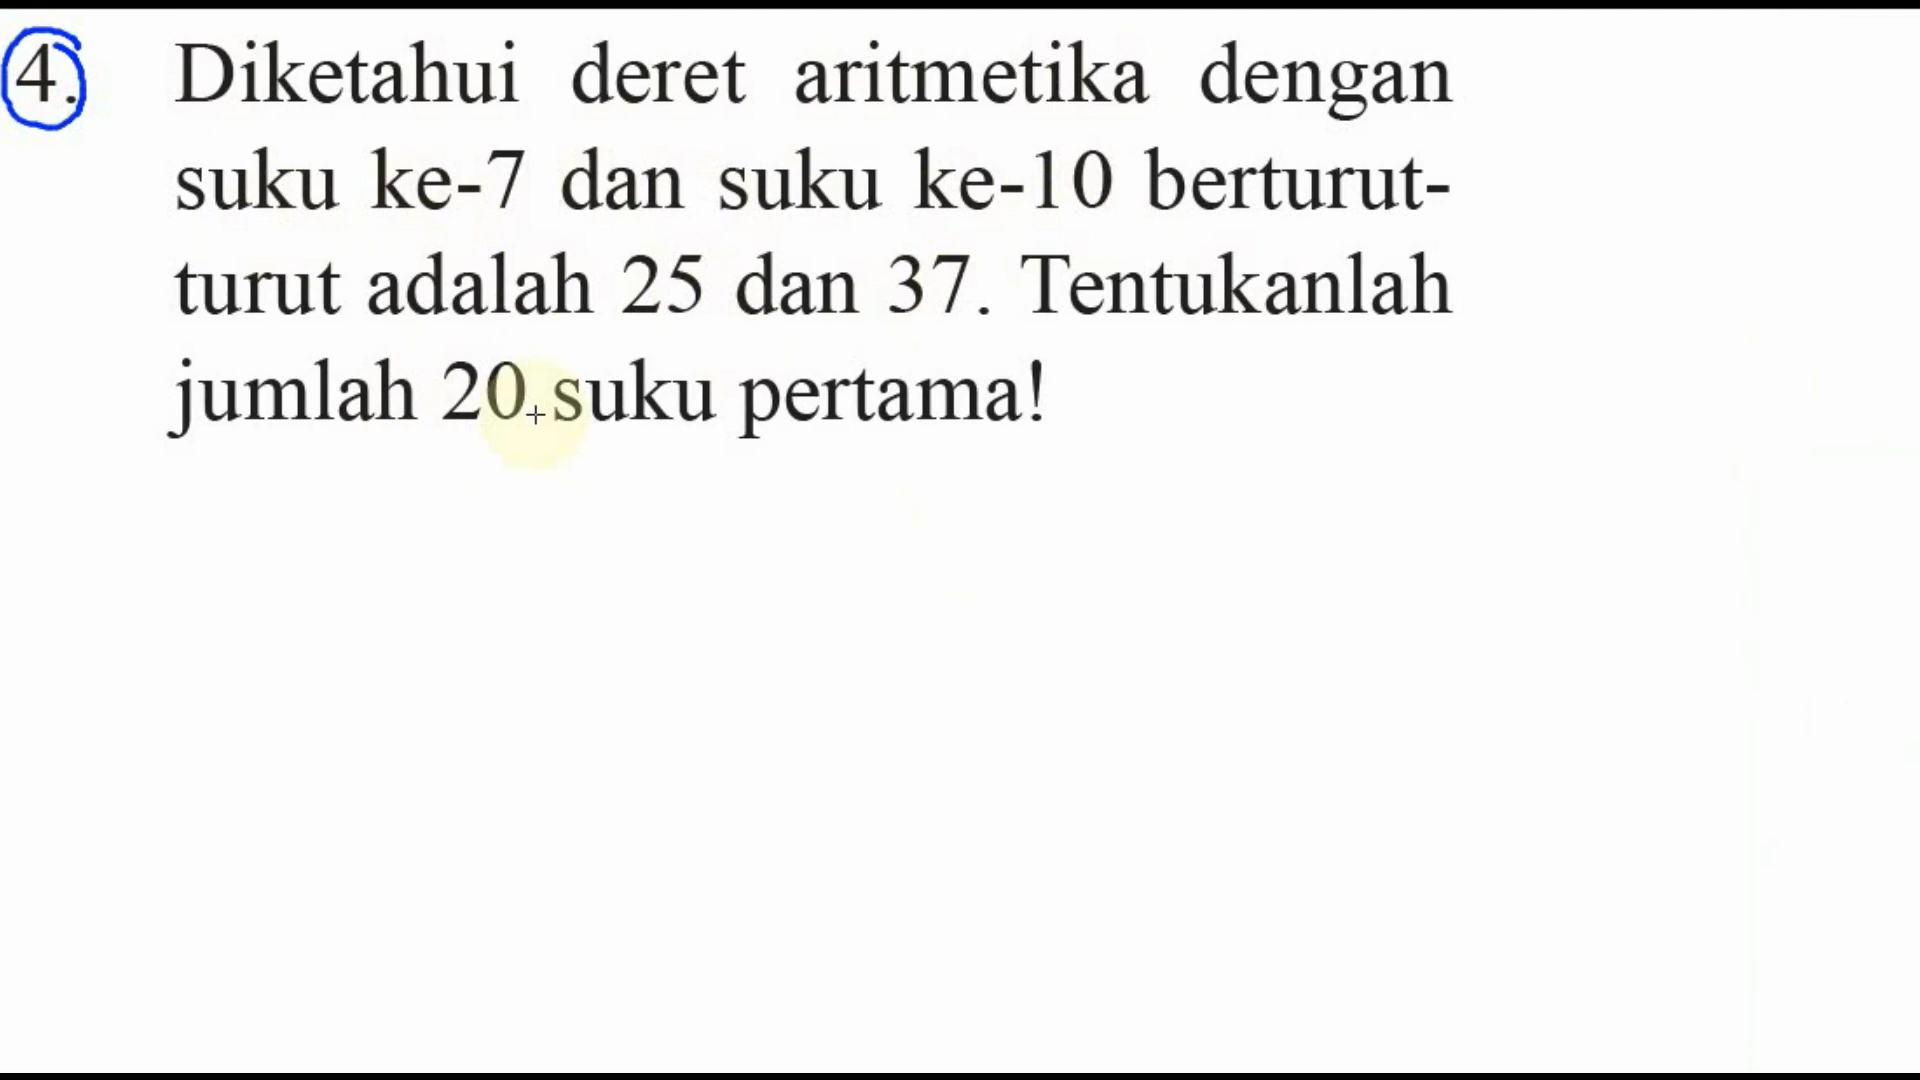 4. Diketahui deret aritmetika dengan
suku ke-7 dan suku ke-10 berturut-
turut adalah 25 dan 37. Tentukanlah
jumlah 20 suku pertama!